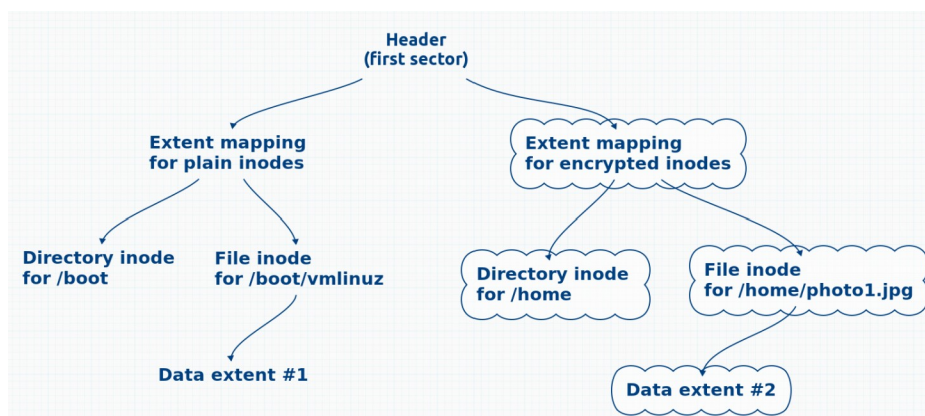 Header
(first sector)
Extent mapping
for plain inodes
Extent mapping
for encrypted inodes
Directory inode
for /boot
File inode
for /boot/vmlinuz
Directory inode
for /home
File inode
for /home/photo1.jpg
Data extent #1
Data extent #2